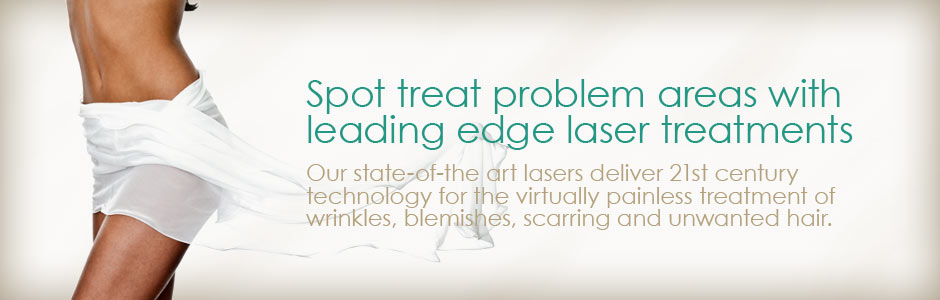 Spot treat problem areas with
leading edge laser treatments
Our state-of-the art lasers deliver 21st century
technology for the virtually painless treatment of
wrinkles, blemishes, scarring and unwanted hair.